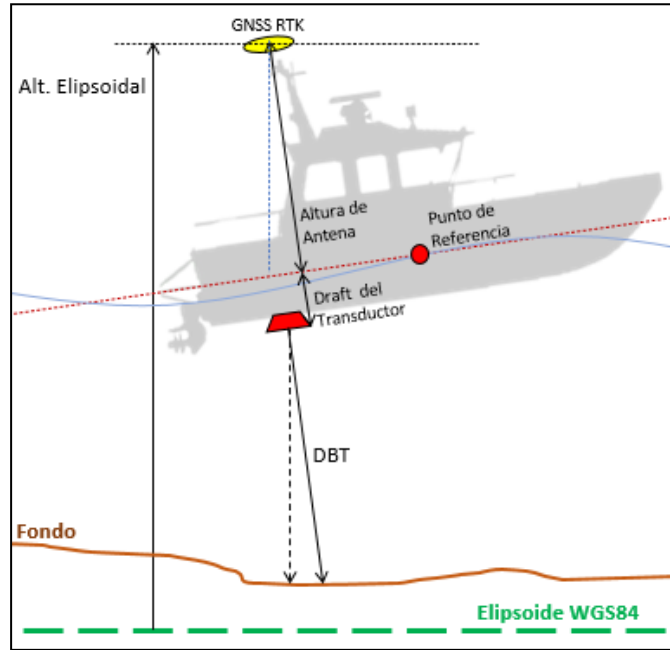 GNSS RTK
Alt. Elipsoidal
Altura de
Antena
Punto de
Referencia
Draft del
Transductor
DBT
Fondo
Elipsoide WGS84